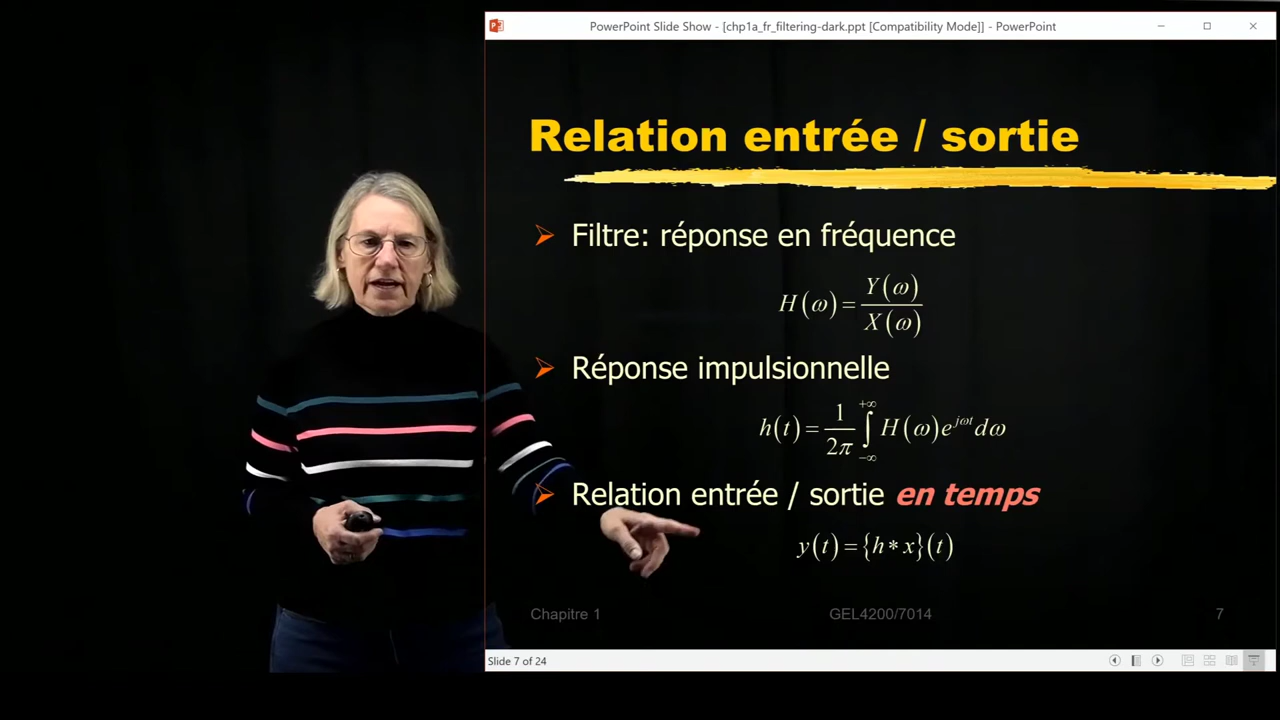 PowerPoint Slide Show - [chp1a_fr_filtering-dark.ppt [Compatibility Mode]] - PowerPoint
Relation entrée / sortie
Filtre: réponse en fréquence
H(ω) = Y(ω) / X(ω)
Réponse impulsionnelle
h(t) = 1/2π ∫_{-∞}^{+∞} H(ω)e^{jωt}dω
Relation entrée / sortie en temps
y(t) = {h∗x}(t)
Chapitre 1 GEL4200/7014 7
Slide 7 of 24